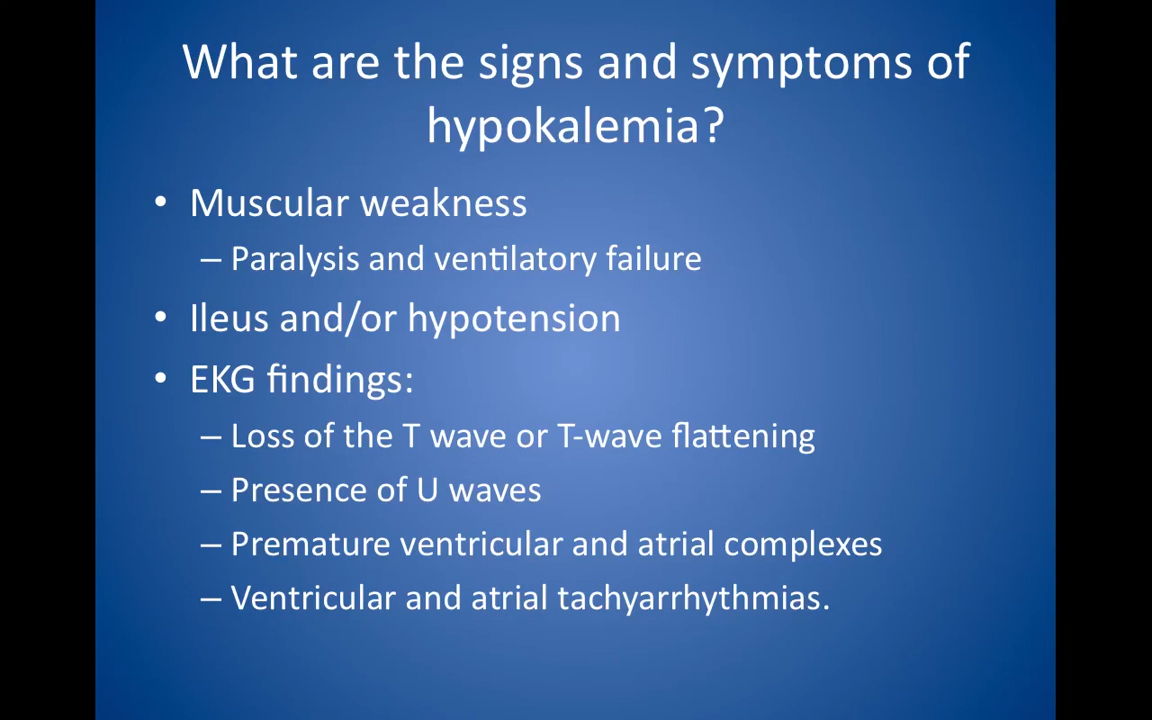 What are the signs and symptoms of
hypokalemia?
• Muscular weakness
– Paralysis and ventilatory failure
• Ileus and/or hypotension
• EKG findings:
– Loss of the T wave or T-wave flattening
– Presence of U waves
– Premature ventricular and atrial complexes
– Ventricular and atrial tachyarrhythmias.